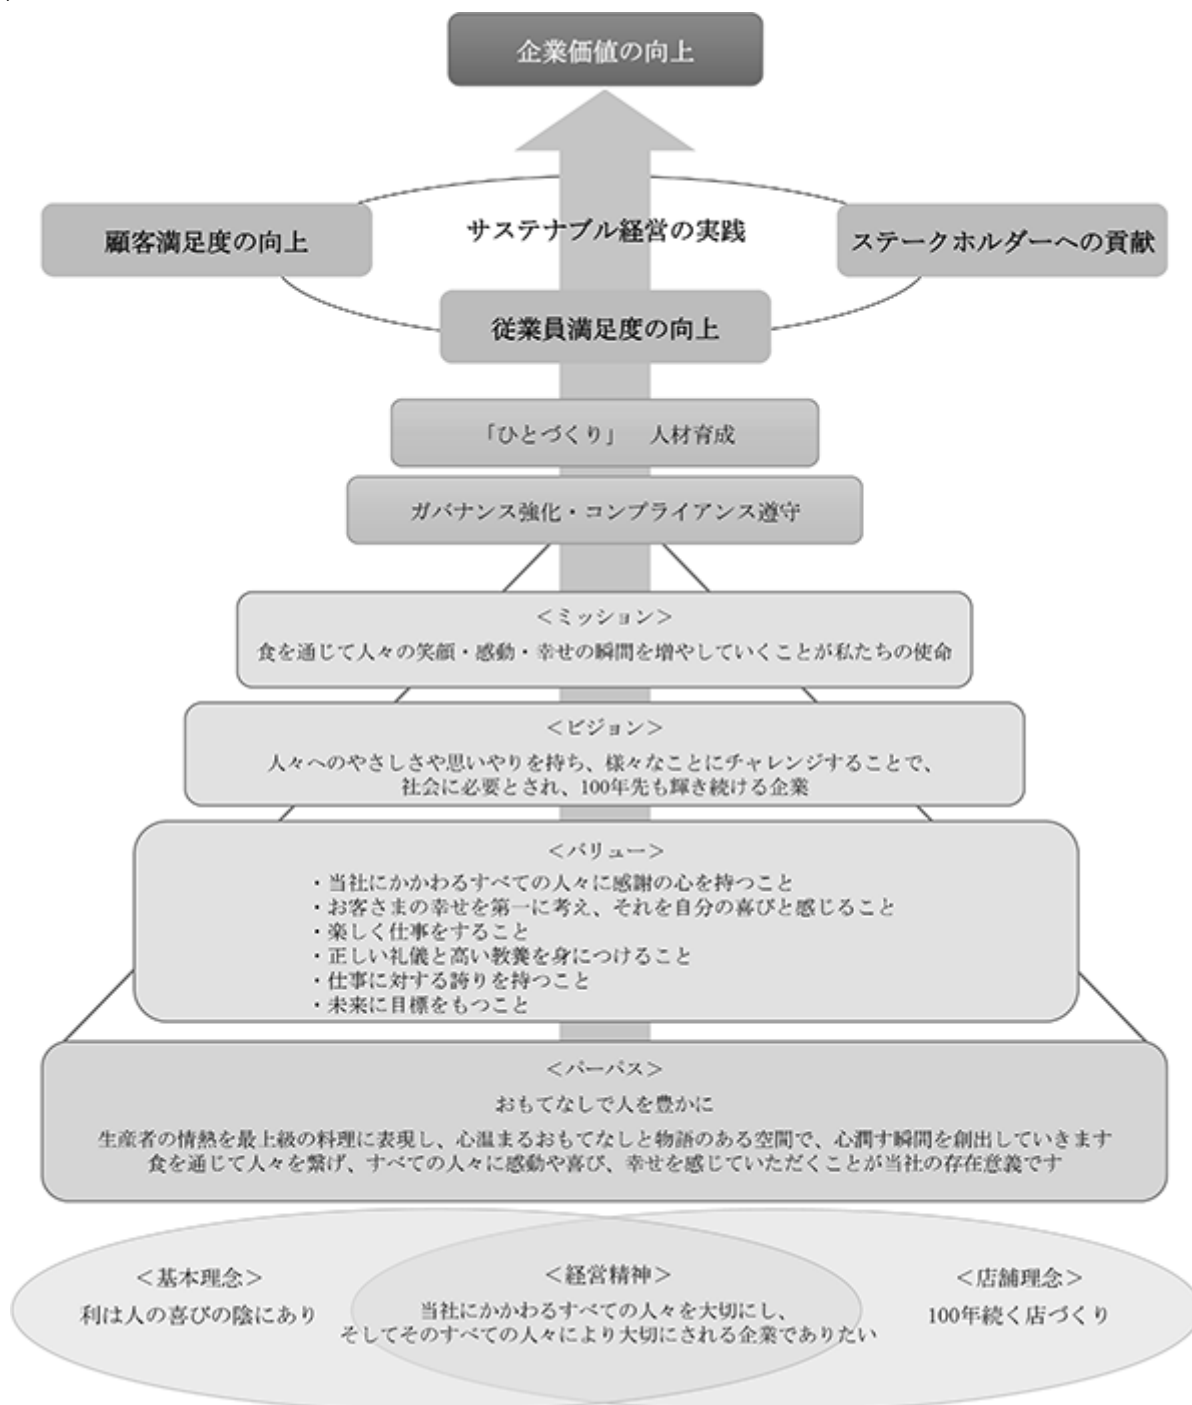 企業価値の向上
サステナブル経営の実践
顧客満足度の向上
ステークホルダーへの貢献
従業員満足度の向上
「ひとづくり」　人材育成
ガバナンス強化・コンプライアンス遵守
＜ミッション＞
食を通じて人々の笑顔・感動・幸せの瞬間を増やしていくことが私たちの使命
＜ビジョン＞
人々へのやさしさや思いやりを持ち、様々なことにチャレンジすることで、
社会に必要とされ、100年先も輝き続ける企業
＜バリュー＞
・当社にかかわるすべての人々に感謝の心を持つこと
・お客さまの幸せを第一に考え、それを自分の喜びと感じること
・楽しく仕事をすること
・正しい礼儀と高い教養を身につけること
・仕事に対する誇りを持つこと
・未来に目標をもつこと
＜パーパス＞
おもてなしで人を豊かに
生産者の情熱を最上級の料理に表現し、心温まるおもてなしと物語のある空間で、心潤す瞬間を創出していきます
食を通じて人々を繋げ、すべての人々に感動や喜び、幸せを感じていただくことが当社の存在意義です
＜基本理念＞
利は人の喜びの陰にあり
＜経営精神＞
当社にかかわるすべての人々を大切にし、
そしてそのすべての人々により大切にされる企業でありたい
＜店舗理念＞
100年続く店づくり